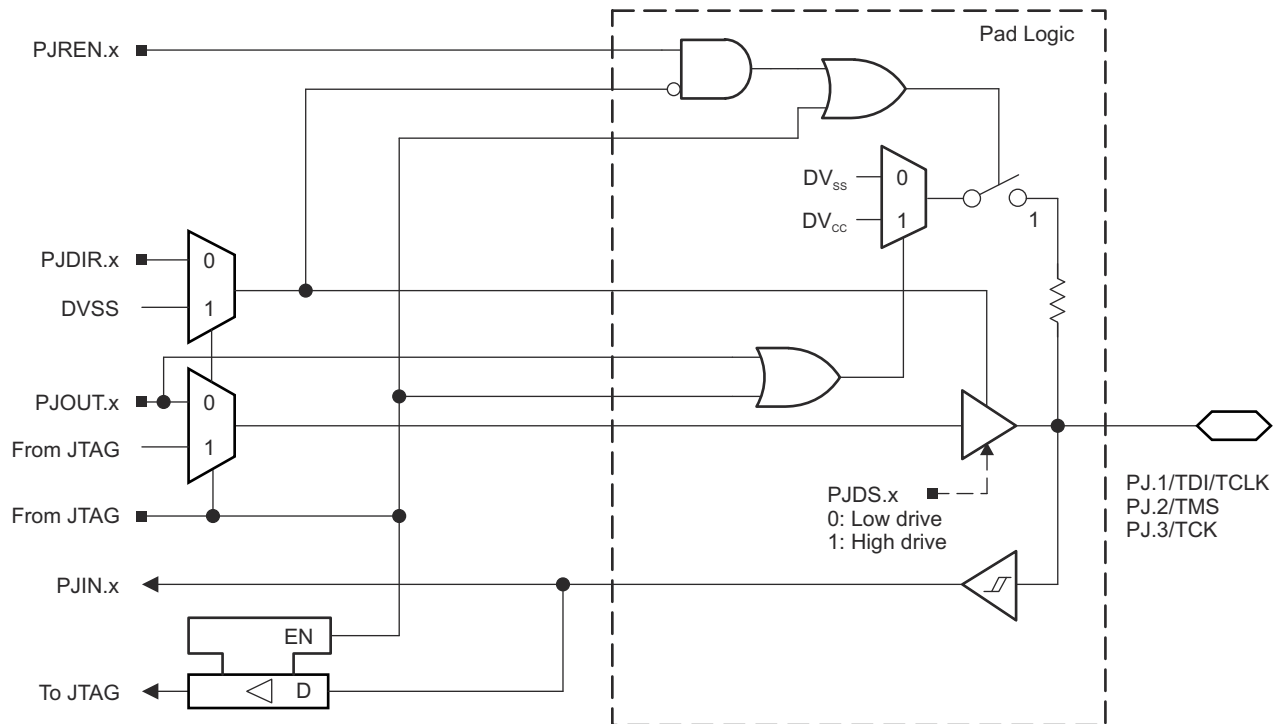 Pad Logic
PJREN.x
DVSS 0
DVCC 1
1
PJDIR.x 0
DVSS 1
PJOUT.x 0
From JTAG 1
From JTAG
PJDS.x
0: Low drive
1: High drive
PJ.1/TDI/TCLK
PJ.2/TMS
PJ.3/TCK
PJIN.x
EN
To JTAG
D